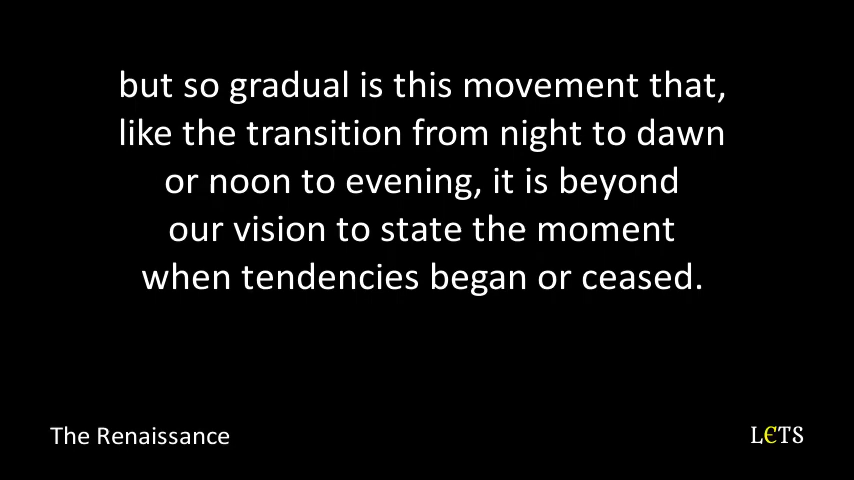 but so gradual is this movement that,
like the transition from night to dawn
or noon to evening, it is beyond
our vision to state the moment
when tendencies began or ceased.
The Renaissance
LЄTS